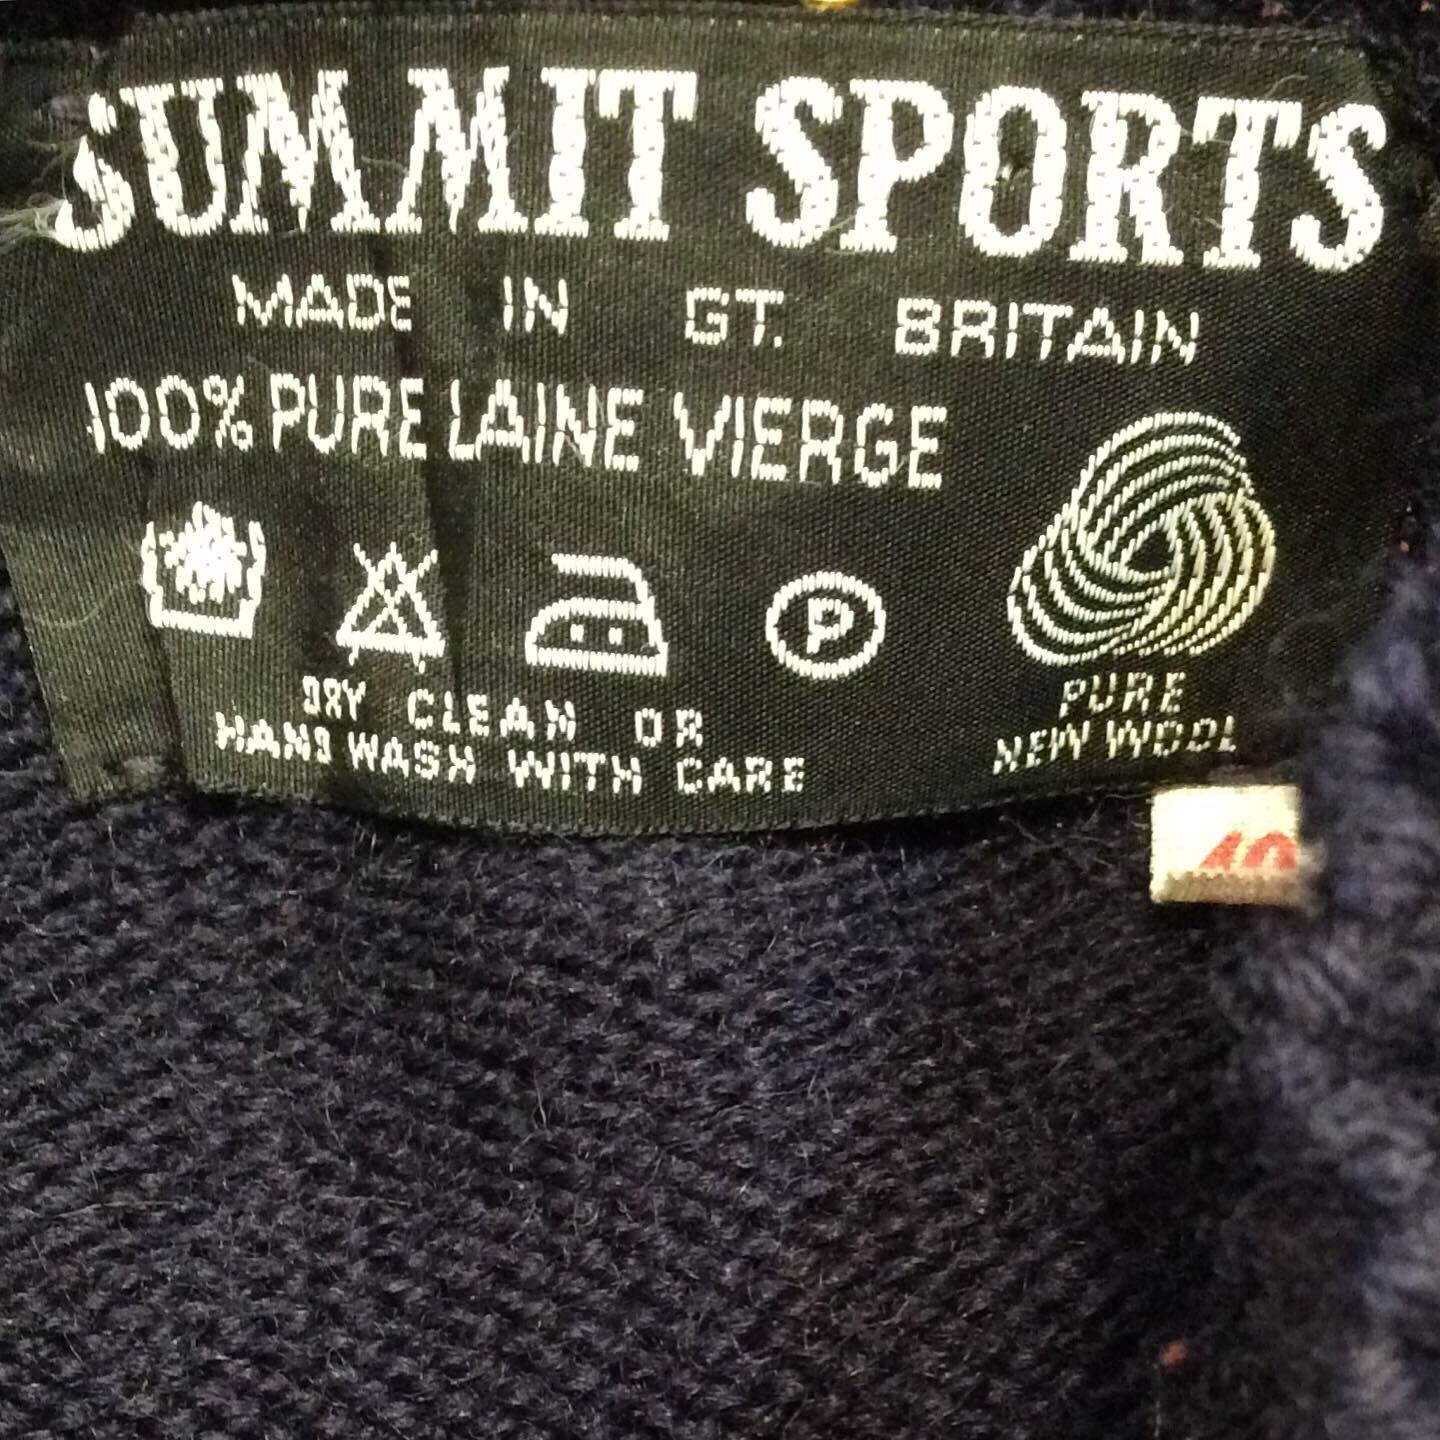 SUMMIT SPORTS
MADE IN GT. BRITAIN
100% PURE LAINE VIERGE
P
DRY CLEAN OR
HAND WASH WITH CARE
PURE
NEW WOOL
40